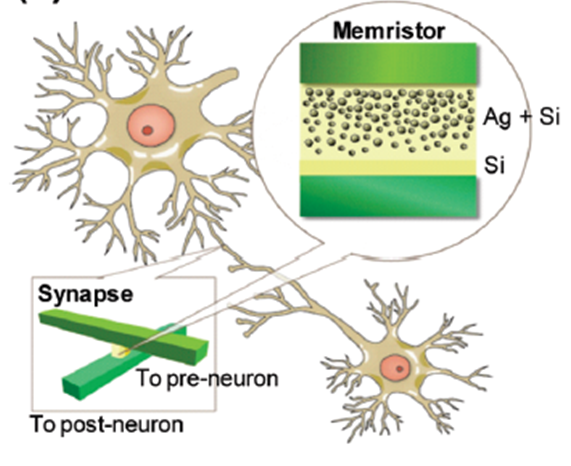 Memristor
Ag + Si
Si
Synapse
To pre-neuron
To post-neuron